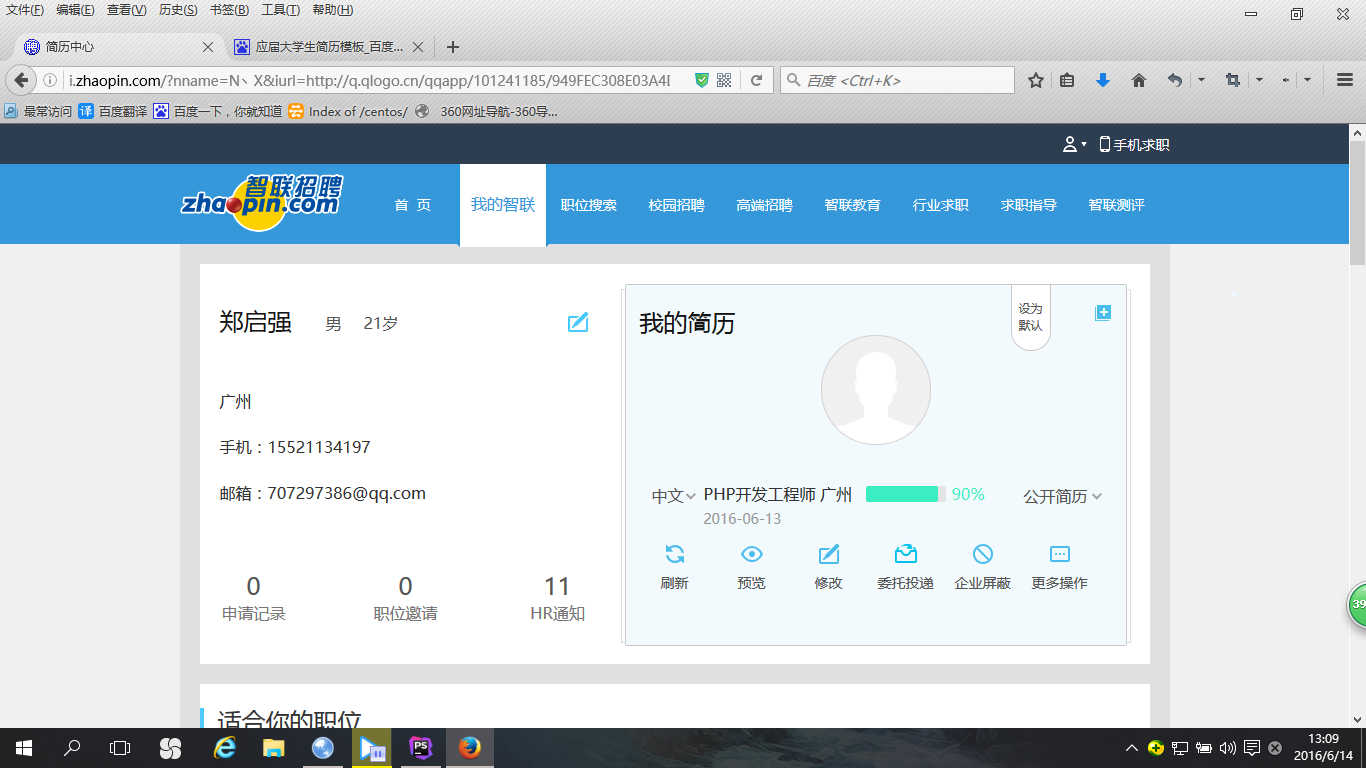 文件(F) 编辑(E) 查看(V) 历史(S) 书签(B) 工具(T) 帮助(H)
简历中心
应届大学生简历模板_百度...
i.zhaopin.com/?nname=N丶X&iurl=http://q.qlogo.cn/qqapp/101241185/949FEC308E03A4D
百度 <Ctrl+K>
最常访问 译 百度翻译 百度一下，你就知道 Index of /centos/ 360网址导航-360导...
手机求职
智联招聘
zhaopin.com
首 页 我的智联 职位搜索 校园招聘 高端招聘 智联教育 行业求职 求职指导 智联测评
郑启强 男 21岁
广州
手机：15521134197
邮箱：707297386@qq.com
0 0 11
申请记录 职位邀请 HR通知
我的简历
设为
默认
中文 PHP开发工程师 广州 90% 公开简历
2016-06-13
刷新 预览 修改 委托投递 企业屏蔽 更多操作
39
适合你的职位
PS
13:09
2016/6/14